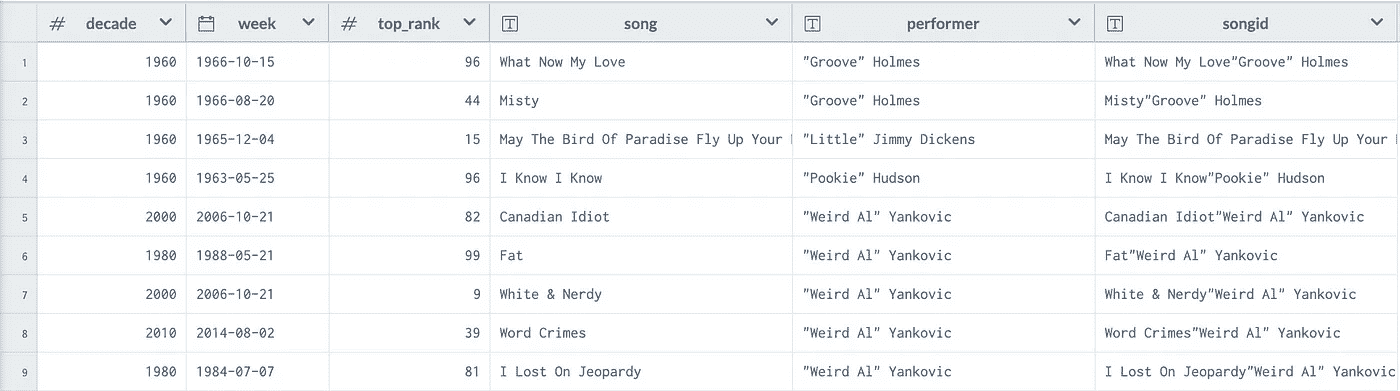 # decade week # top_rank T song T performer T songid
1 1960 1966-10-15 96 What Now My Love "Groove" Holmes What Now My Love"Groove" Holmes
2 1960 1966-08-20 44 Misty "Groove" Holmes Misty"Groove" Holmes
3 1960 1965-12-04 15 May The Bird Of Paradise Fly Up Your "Little" Jimmy Dickens May The Bird Of Paradise Fly Up Your
4 1960 1963-05-25 96 I Know I Know "Pookie" Hudson I Know I Know"Pookie" Hudson
5 2000 2006-10-21 82 Canadian Idiot "Weird Al" Yankovic Canadian Idiot"Weird Al" Yankovic
6 1980 1988-05-21 99 Fat "Weird Al" Yankovic Fat"Weird Al" Yankovic
7 2000 2006-10-21 9 White & Nerdy "Weird Al" Yankovic White & Nerdy"Weird Al" Yankovic
8 2010 2014-08-02 39 Word Crimes "Weird Al" Yankovic Word Crimes"Weird Al" Yankovic
9 1980 1984-07-07 81 I Lost On Jeopardy "Weird Al" Yankovic I Lost On Jeopardy"Weird Al" Yankovic